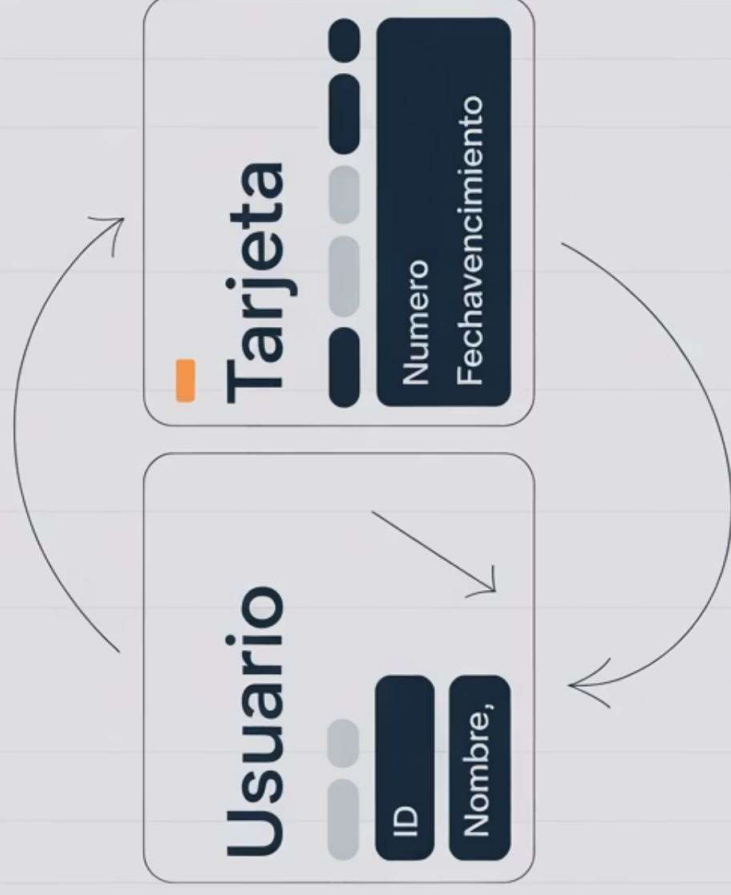 Usuario
ID
Nombre,
Tarjeta
Numero
Fechavencimiento